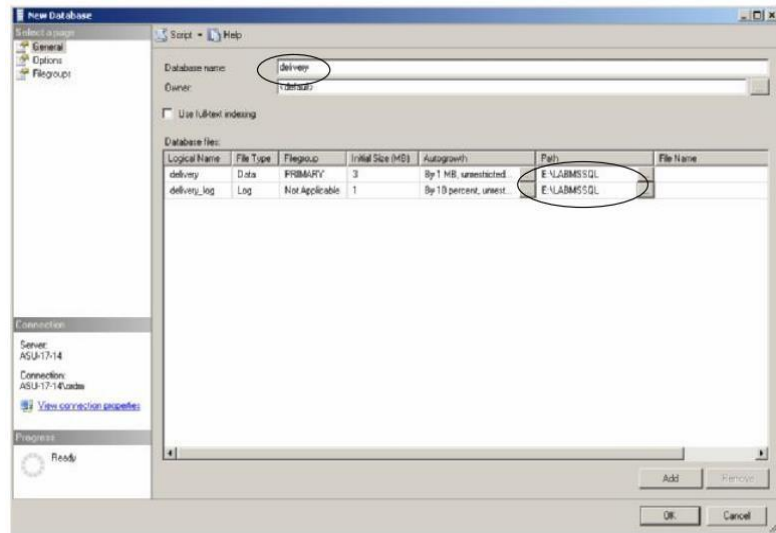 New Database
Select a page
General
Options
Filegroups
Script
Help
Database name:
delivery
Owner:
<default>
...
Use full-text indexing
Database files:
Logical Name File Type Filegroup Initial Size (MB) Autogrowth Path File Name
delivery Data PRIMARY 3 By 1 MB, unrestricted... E:\LABMSSQL
delivery_log Log Not Applicable 1 By 10 percent, unrest... E:\LABMSSQL
Connection
Server:
ASU-17-14
Connection:
View connection properties
Progress
Ready
Add
Remove
OK
Cancel